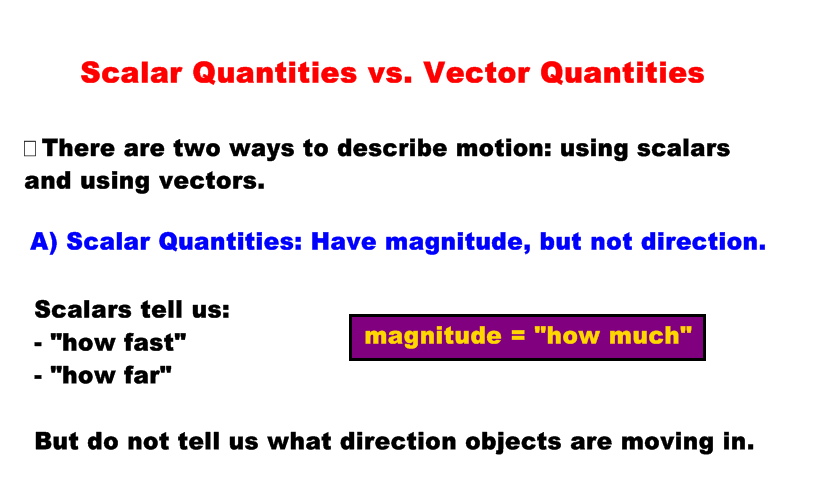 Scalar Quantities vs. Vector Quantities
There are two ways to describe motion: using scalars
and using vectors.
A) Scalar Quantities: Have magnitude, but not direction.
Scalars tell us:
- "how fast"
magnitude = "how much"
- "how far"
But do not tell us what direction objects are moving in.